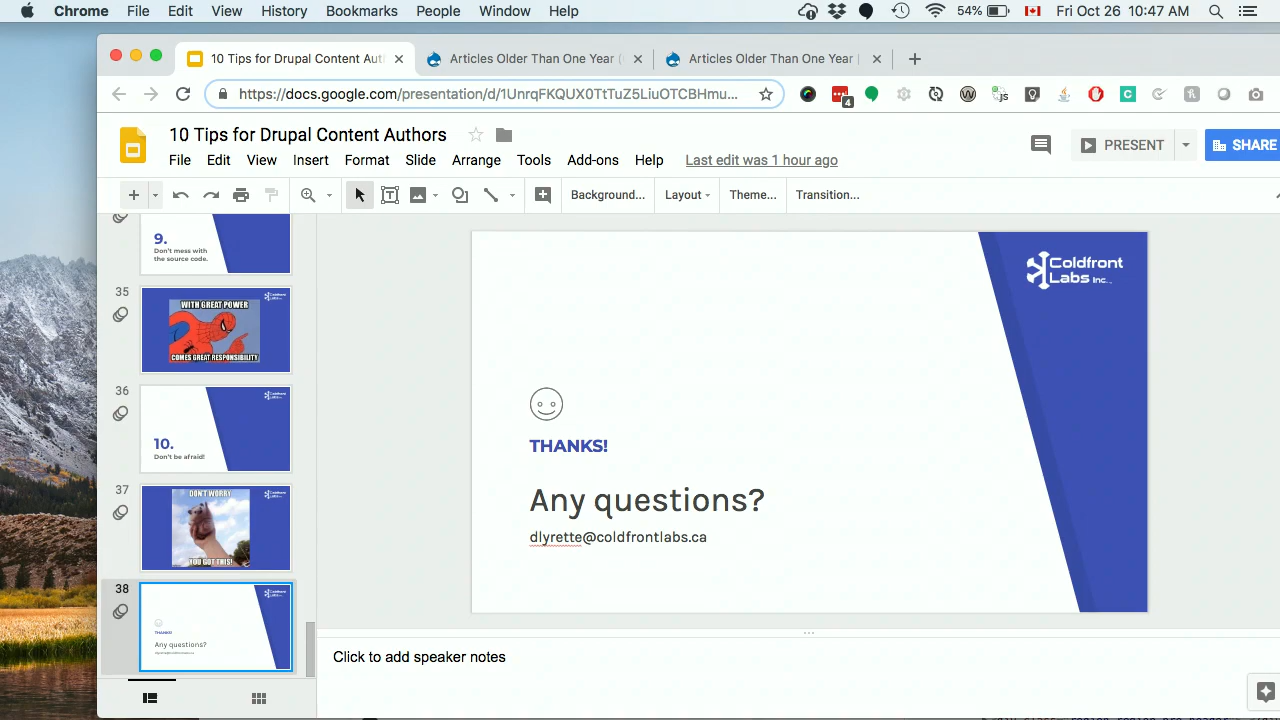 Chrome File Edit View History Bookmarks People Window Help 54% Fri Oct 26 10:47 AM
10 Tips for Drupal Content Aut
Articles Older Than One Year (
Articles Older Than One Year |
https://docs.google.com/presentation/d/1UnrqFKQUX0TtTuZ5LiuOTCBHmu...
4
10 Tips for Drupal Content Authors
File Edit View Insert Format Slide Arrange Tools Add-ons Help Last edit was 1 hour ago
PRESENT
SHARE
Background... Layout Theme... Transition...
9.
Don't mess with
the source code.
35
WITH GREAT POWER
COMES GREAT RESPONSIBILITY
36
10.
Don't be afraid!
37
DON'T WORRY
YOU GOT THIS!
38
THANKS!
Any questions?
Coldfront
Labs Inc.
THANKS!
Any questions?
dlyrette@coldfrontlabs.ca
Click to add speaker notes